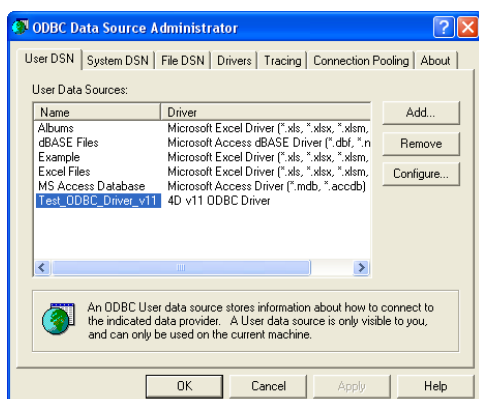 ODBC Data Source Administrator
User DSN System DSN File DSN Drivers Tracing Connection Pooling About
User Data Sources:
Name Driver
Albums Microsoft Excel Driver (*.xls, *.xlsx, *.xlsm,
dBASE Files Microsoft Access dBASE Driver (*.dbf, *.n
Example Microsoft Excel Driver (*.xls, *.xlsx, *.xlsm,
Excel Files Microsoft Excel Driver (*.xls, *.xlsx, *.xlsm,
MS Access Database Microsoft Access Driver (*.mdb, *.accdb)
Test_ODBC_Driver_v11 4D v11 ODBC Driver
Add...
Remove
Configure...
An ODBC User data source stores information about how to connect to
the indicated data provider. A User data source is only visible to you,
and can only be used on the current machine.
OK Cancel Apply Help